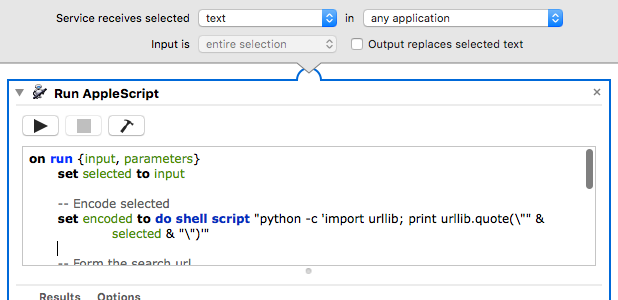 Service receives selected text in any application
Input is entire selection Output replaces selected text
Run AppleScript
on run {input, parameters}
set selected to input
-- Encode selected
set encoded to do shell script "python -c 'import urllib; print urllib.quote(\"" &
selected & "\")'"
-- Form the search url
Results Options